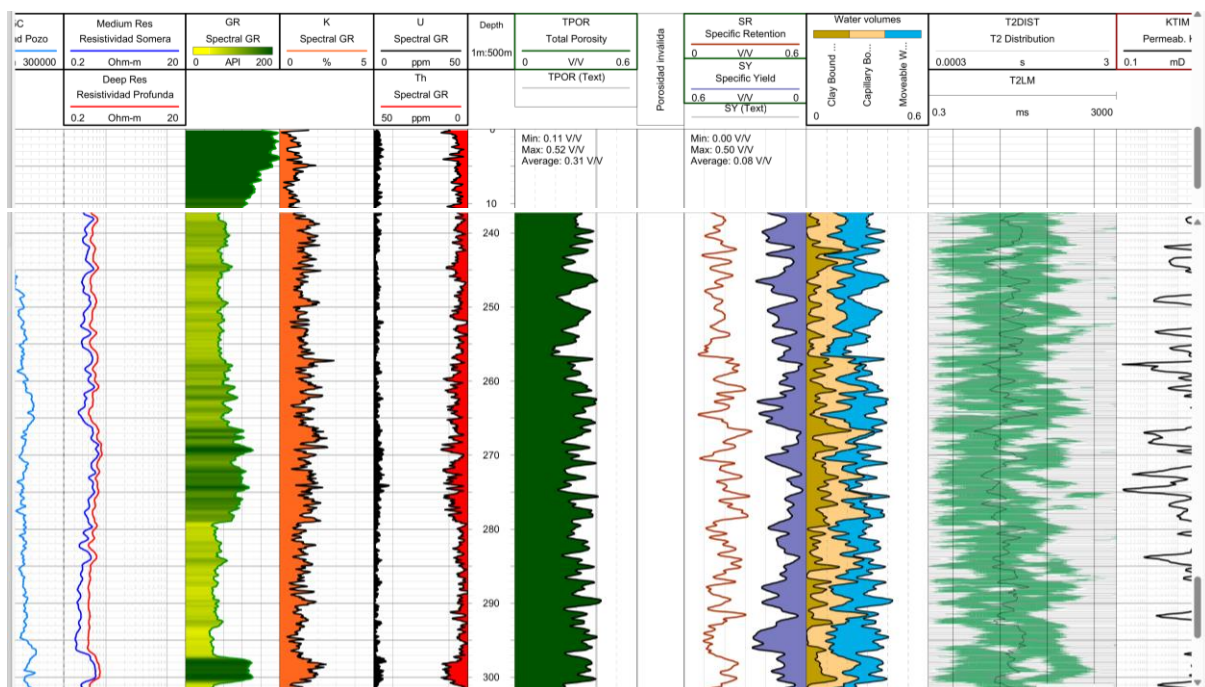 SC
ad Pozo
300000
Medium Res
Resistividad Somera
0.2 Ohm-m 20
Deep Res
Resistividad Profunda
0.2 Ohm-m 20
GR
Spectral GR
0 API 200
K
Spectral GR
0 % 5
U
Spectral GR
0 ppm 50
Th
Spectral GR
50 ppm 0
Depth
1m:500m
TPOR
Total Porosity
0 V/V 0.6
TPOR (Text)
Porosidad inválida
SR
Specific Retention
0 V/V 0.6
SY
Specific Yield
0.6 V/V 0
SY (Text)
Water volumes
Clay Bound ...
Capillary Bo...
Moveable W...
0 0.6
T2DIST
T2 Distribution
0.0003 s 3
T2LM
0.3 ms 3000
KTIM
Permeab.
0.1 mD
0
Min: 0.11 V/V
Max: 0.52 V/V
Average: 0.31 V/V
Min: 0.00 V/V
Max: 0.50 V/V
Average: 0.08 V/V
10
240
250
260
270
280
290
300